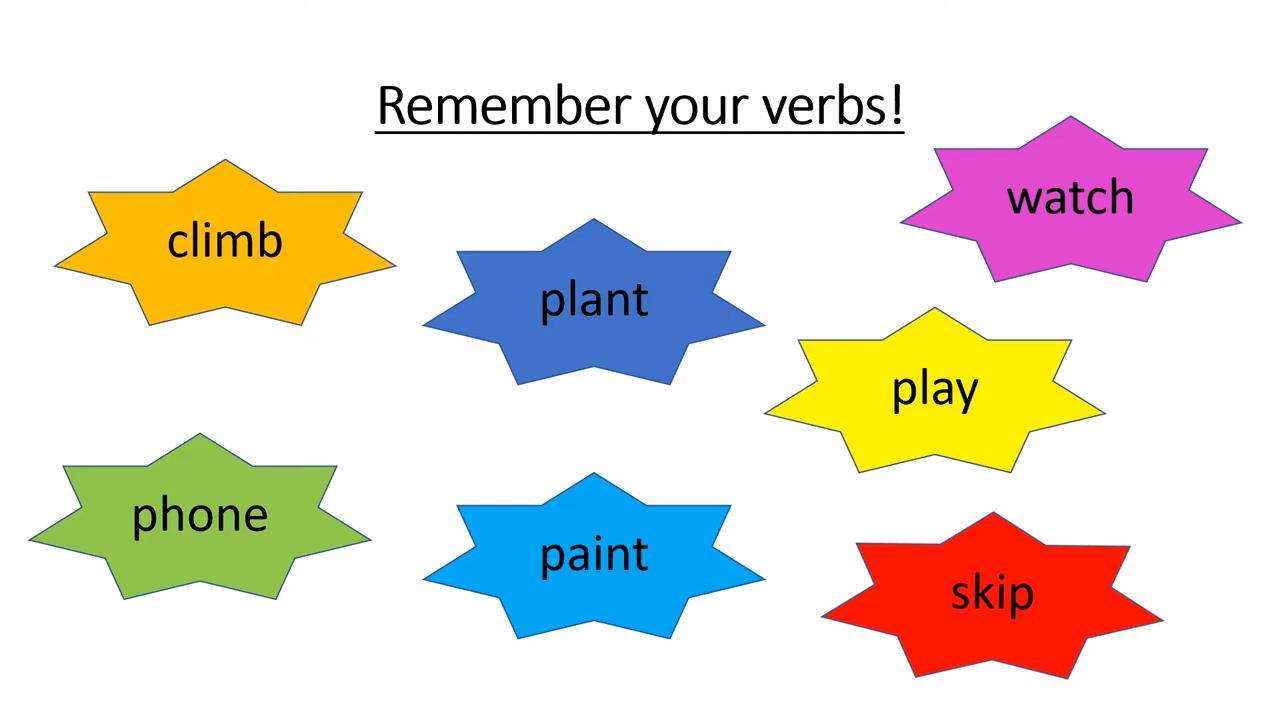 Remember your verbs!
climb
plant
watch
play
phone
paint
skip